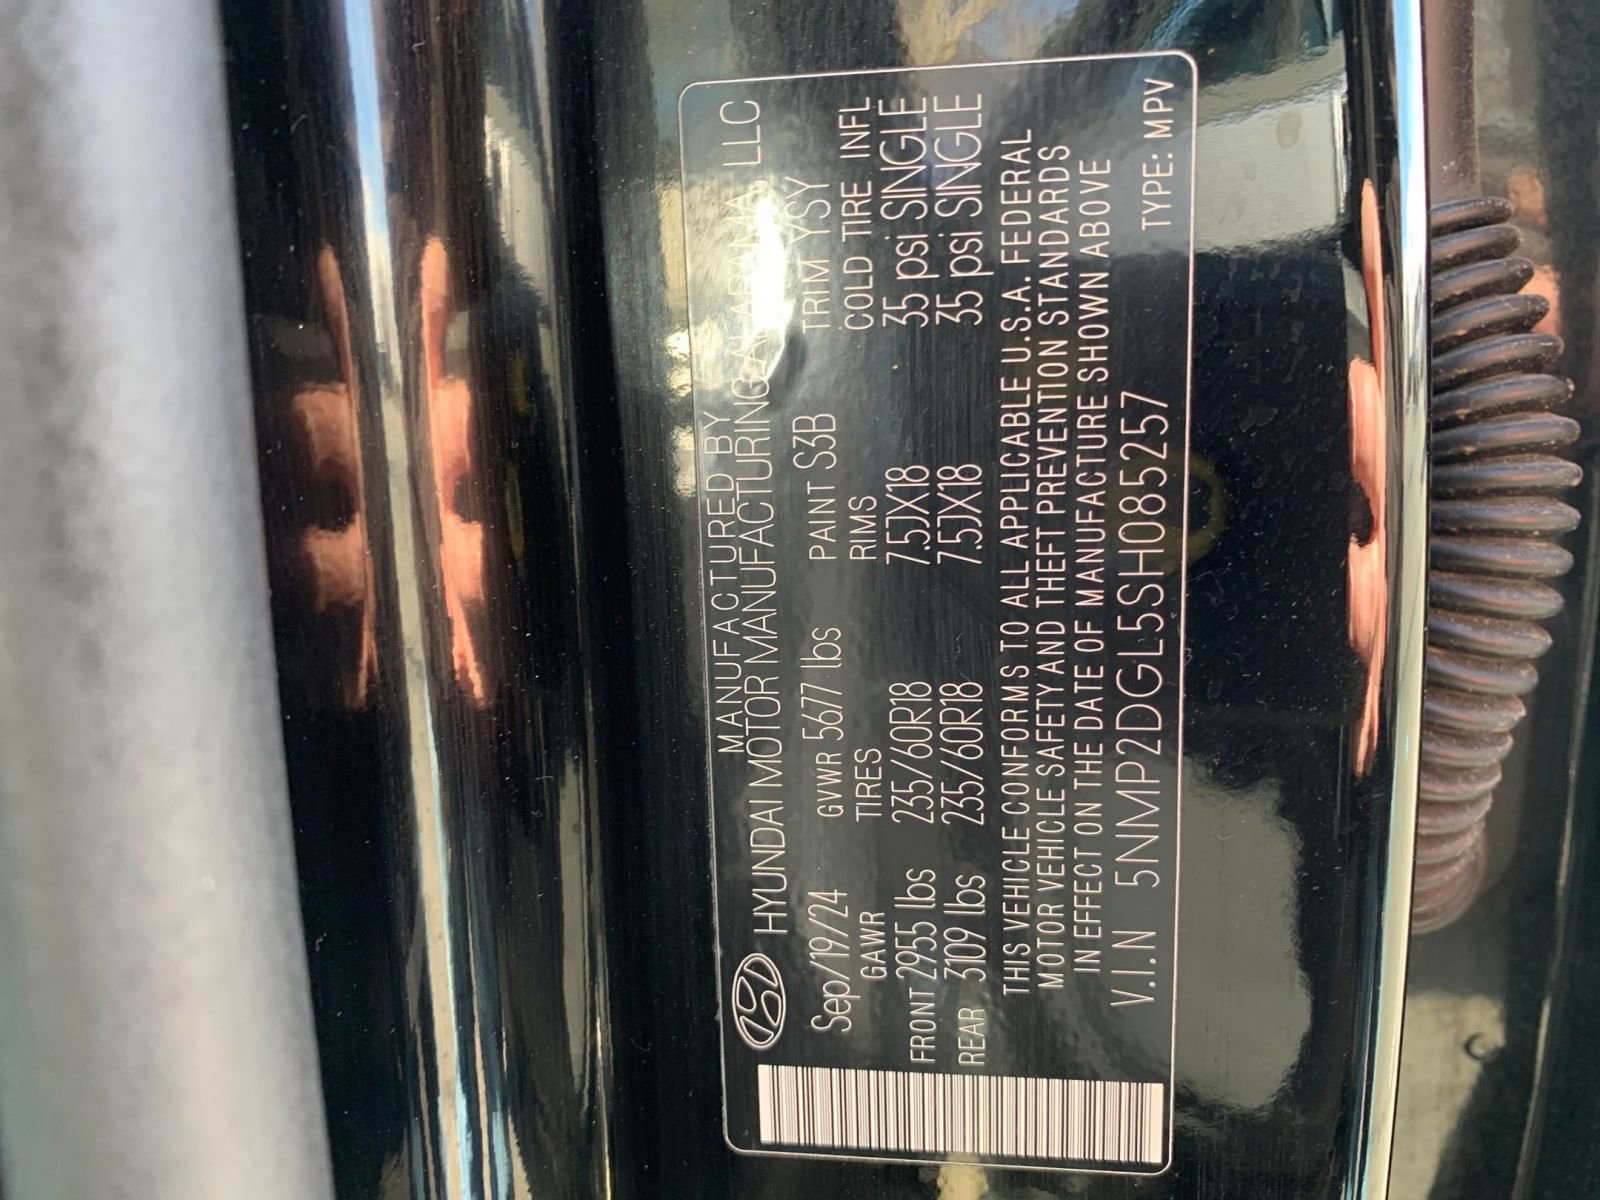 MANUFACTURED BY
HYUNDAI MOTOR MANUFACTURING ALABAMA, LLC
Sep/19/24 GVWR 5677 lbs PAINT S3B TRIM YSY
GAWR TIRES RIMS COLD TIRE INFL
FRONT 2955 lbs 235/60R18 7.5JX18 35 psi SINGLE
REAR 3109 lbs 235/60R18 7.5JX18 35 psi SINGLE
THIS VEHICLE CONFORMS TO ALL APPLICABLE U.S.A. FEDERAL
MOTOR VEHICLE SAFETY AND THEFT PREVENTION STANDARDS
IN EFFECT ON THE DATE OF MANUFACTURE SHOWN ABOVE
V.I.N 5NMP2DGL5SH085257 TYPE: MPV